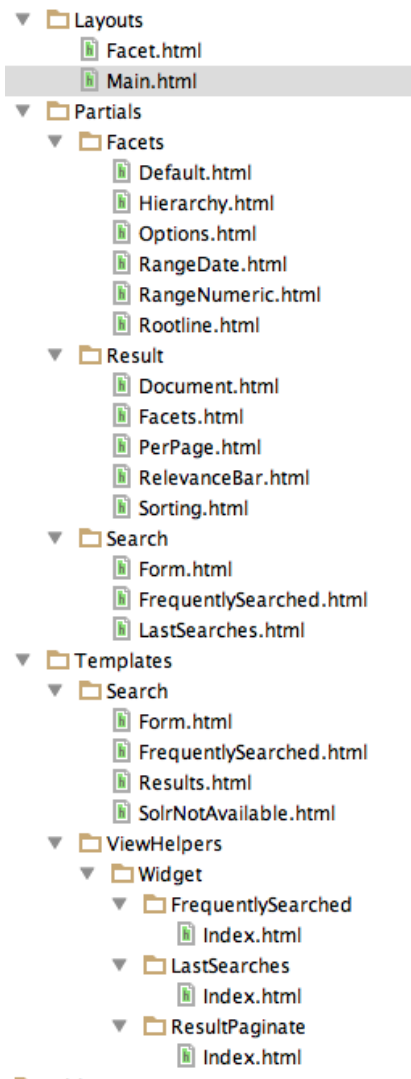 Layouts
Facet.html
Main.html
Partials
Facets
Default.html
Hierarchy.html
Options.html
RangeDate.html
RangeNumeric.html
Rootline.html
Result
Document.html
Facets.html
PerPage.html
RelevanceBar.html
Sorting.html
Search
Form.html
FrequentlySearched.html
LastSearches.html
Templates
Search
Form.html
FrequentlySearched.html
Results.html
SolrNotAvailable.html
ViewHelpers
Widget
FrequentlySearched
Index.html
LastSearches
Index.html
ResultPaginate
Index.html